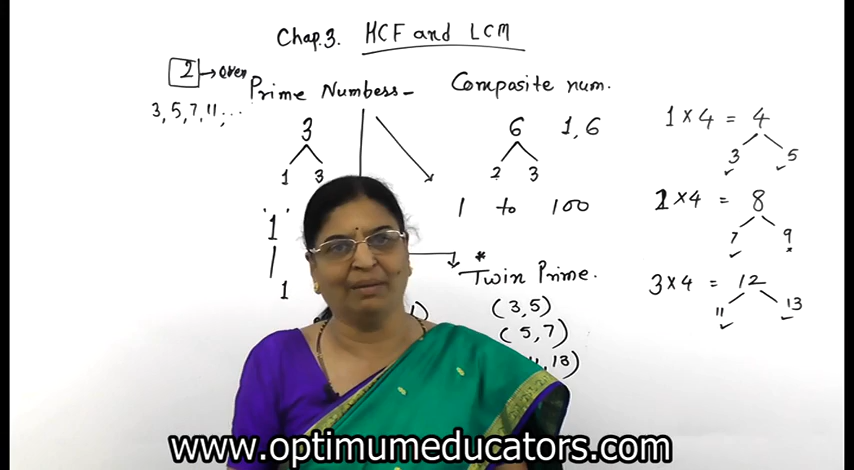 Chap.3. HCF and LCM
2 → even
3, 5, 7, 11, ...
Prime Numbers -
3
1 3
'1'
1
Composite num.
6 1, 6
2 3
1 to 100
*
Twin Prime.
(3,5)
(5,7)
, 13)
1)
1 x 4 = 4
3 5
✓ ✓
2 x 4 = 8
7 9
✓ ×
3 x 4 = 12
11 13
✓ ✓
www.optimumeducators.com